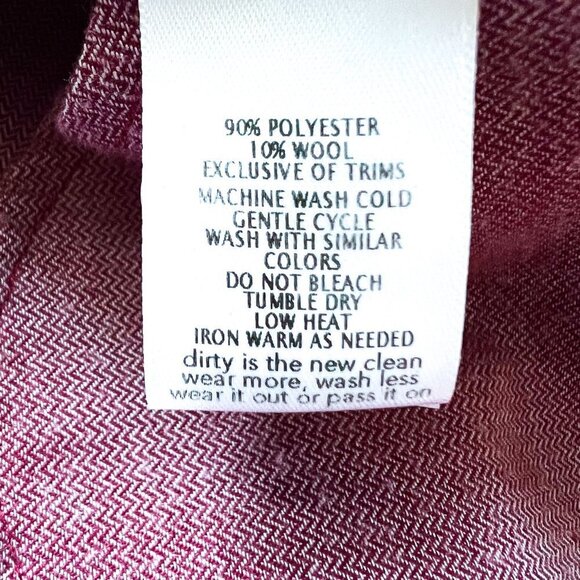 90% POLYESTER
10% WOOL
EXCLUSIVE OF TRIMS
MACHINE WASH COLD
GENTLE CYCLE
WASH WITH SIMILAR
COLORS
DO NOT BLEACH
TUMBLE DRY
LOW HEAT
IRON WARM AS NEEDED
dirty is the new clean
wear more, wash less
wear it out or pass it on